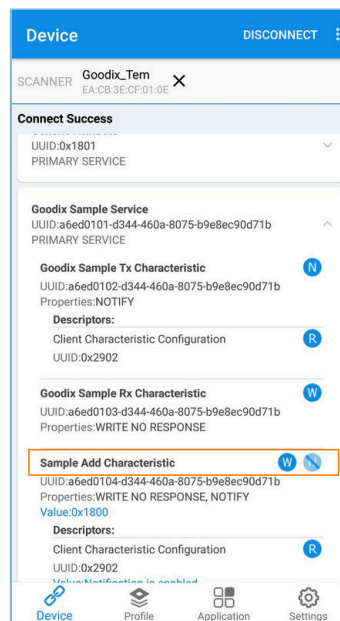 Device
DISCONNECT
SCANNER
Goodix_Tem
EA:CB:3E:CF:01:0E
Connect Success
UUID:0x1801
PRIMARY SERVICE
Goodix Sample Service
UUID:a6ed0101-d344-460a-8075-b9e8ec90d71b
PRIMARY SERVICE
Goodix Sample Tx Characteristic
N
UUID:a6ed0102-d344-460a-8075-b9e8ec90d71b
Properties:NOTIFY
Descriptors:
Client Characteristic Configuration
R
UUID:0x2902
Goodix Sample Rx Characteristic
W
UUID:a6ed0103-d344-460a-8075-b9e8ec90d71b
Properties:WRITE NO RESPONSE
Sample Add Characteristic
W N
UUID:a6ed0104-d344-460a-8075-b9e8ec90d71b
Properties:WRITE NO RESPONSE, NOTIFY
Value:0x1800
Descriptors:
Client Characteristic Configuration
R
UUID:0x2902
Value:Notification is enabled
Device
Profile
Application
Settings